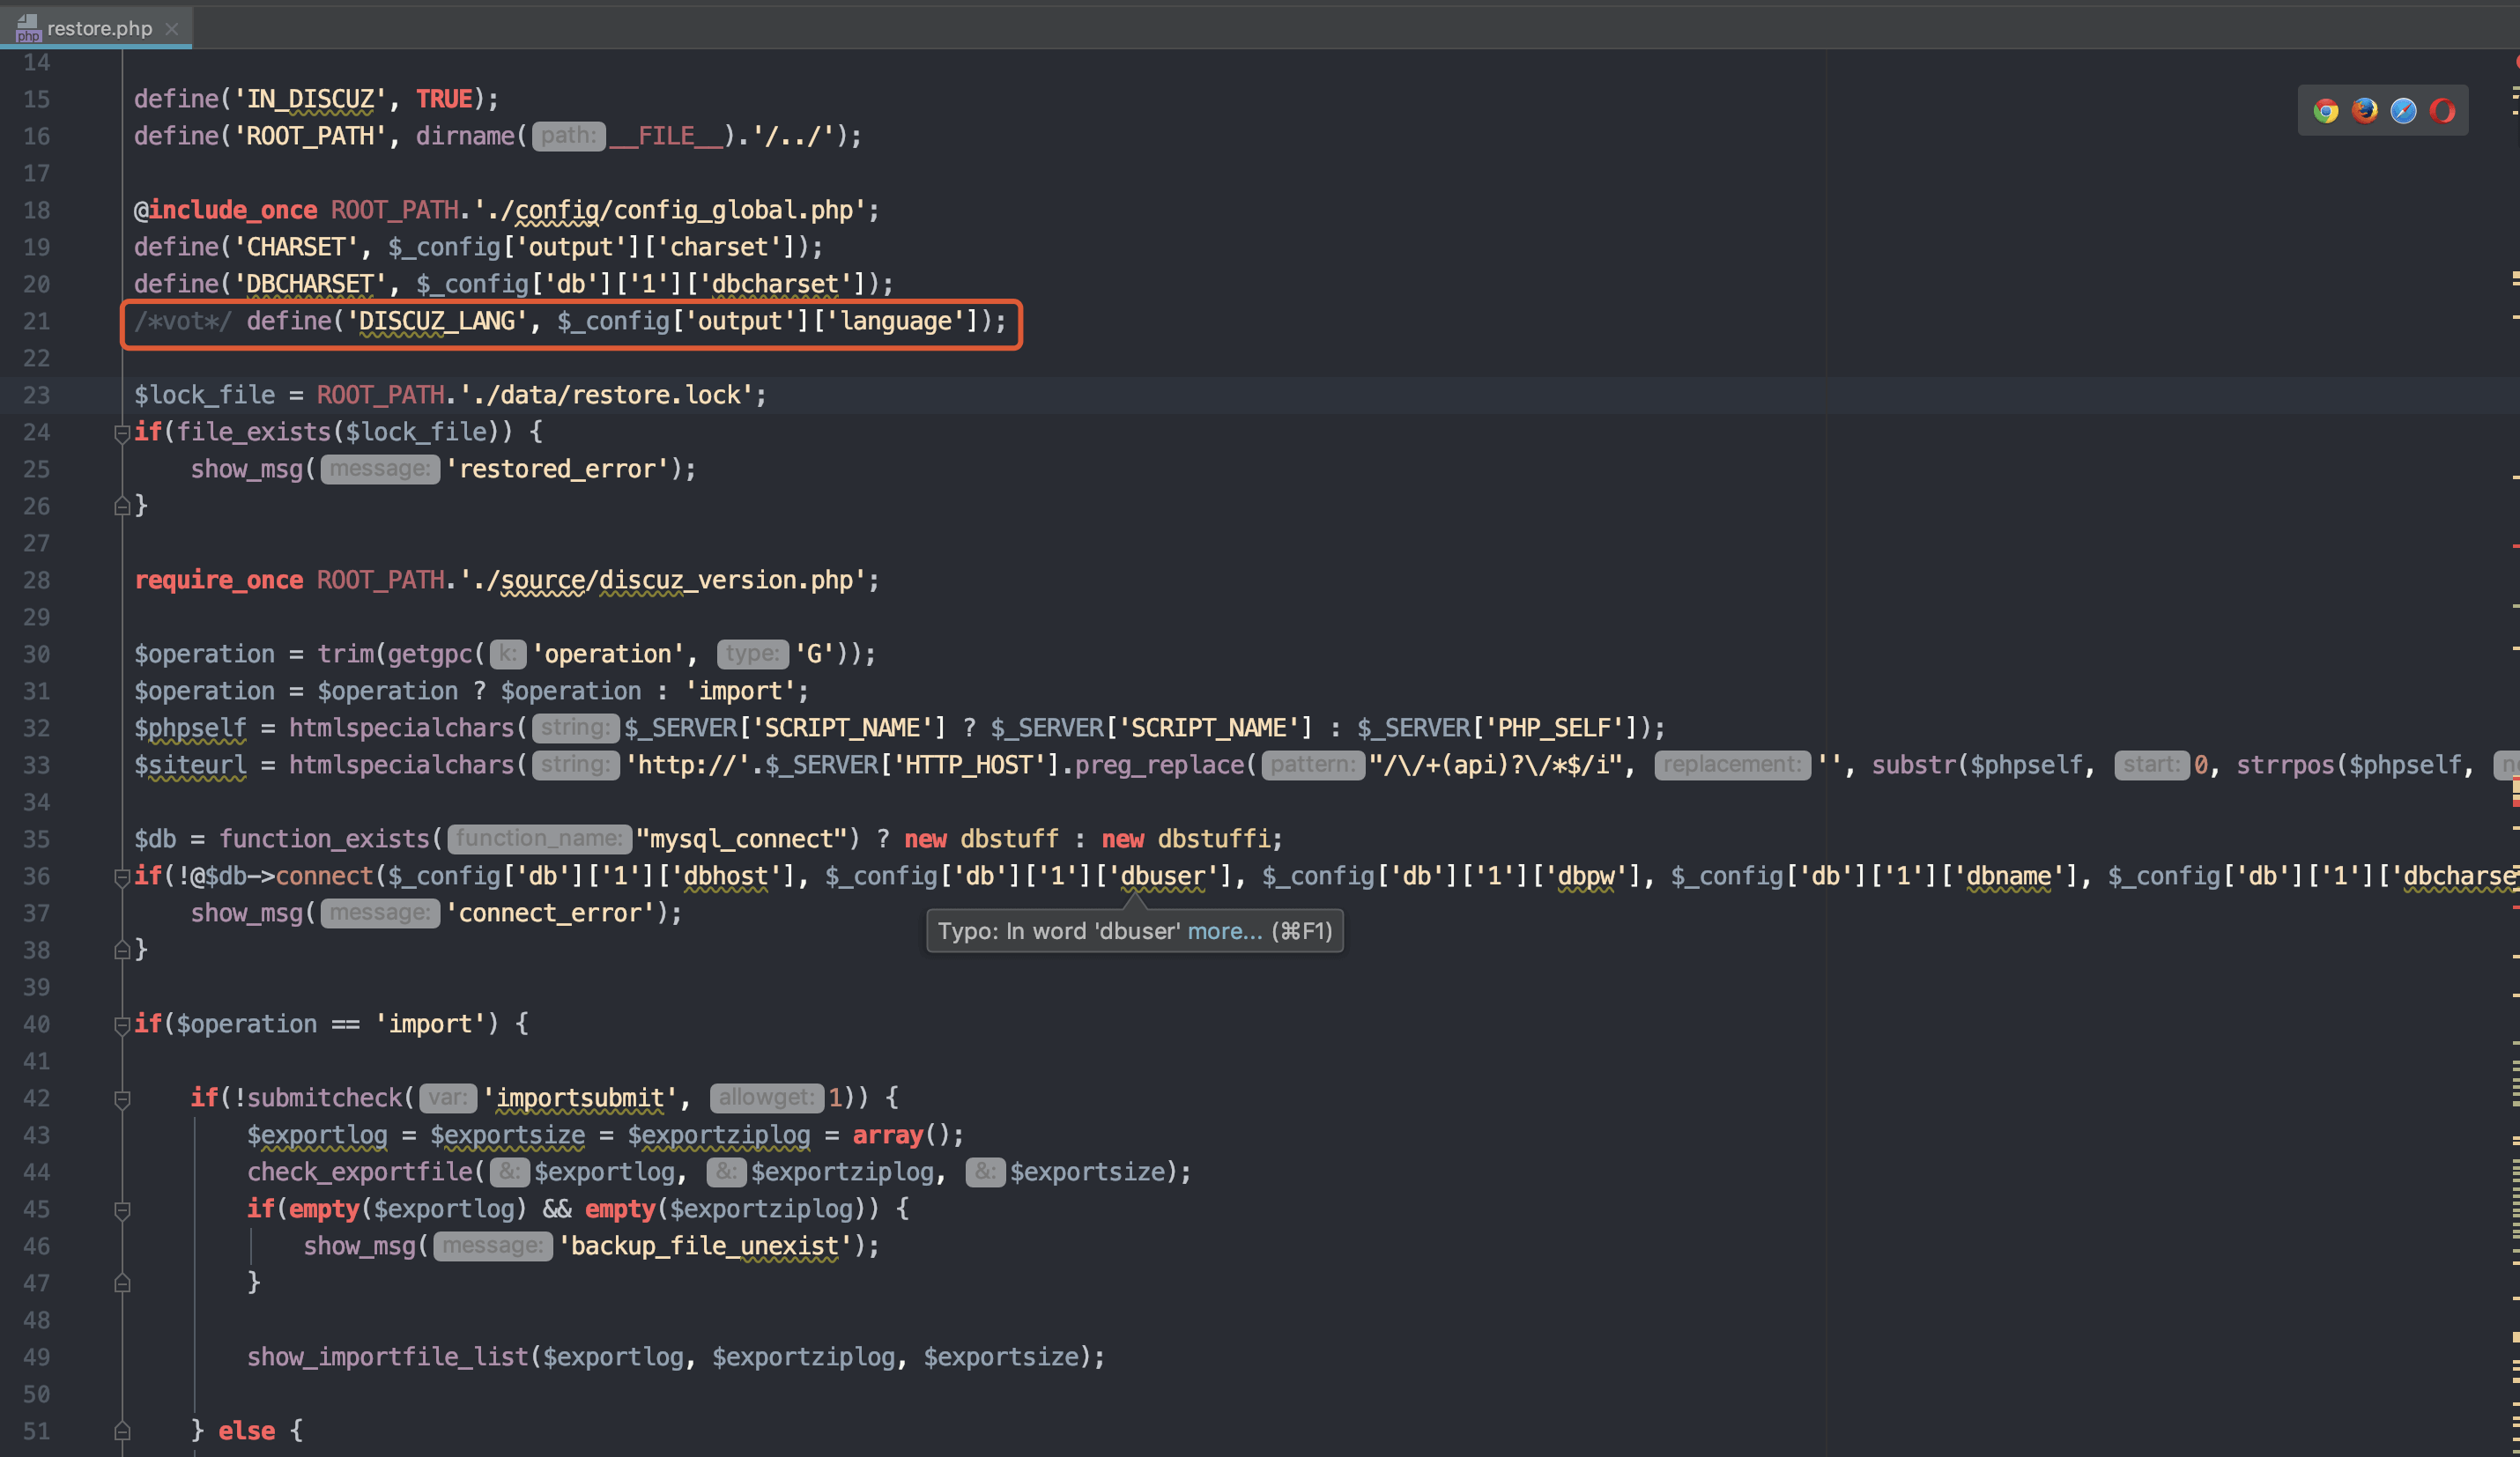 php restore.php ×
14
15 define('IN_DISCUZ', TRUE);
16 define('ROOT_PATH', dirname( path: __FILE__).'/../');
17
18 @include_once ROOT_PATH.'./config/config_global.php';
19 define('CHARSET', $_config['output']['charset']);
20 define('DBCHARSET', $_config['db']['1']['dbcharset']);
21 /*vot*/ define('DISCUZ_LANG', $_config['output']['language']);
22
23 $lock_file = ROOT_PATH.'./data/restore.lock';
24 if(file_exists($lock_file)) {
25 show_msg( message: 'restored_error');
26 }
27
28 require_once ROOT_PATH.'./source/discuz_version.php';
29
30 $operation = trim(getgpc( k: 'operation', type: 'G'));
31 $operation = $operation ? $operation : 'import';
32 $phpself = htmlspecialchars( string: $_SERVER['SCRIPT_NAME'] ? $_SERVER['SCRIPT_NAME'] : $_SERVER['PHP_SELF']);
33 $siteurl = htmlspecialchars( string: 'http://'.$_SERVER['HTTP_HOST'].preg_replace( pattern: "/\/+(api)?\/*$/i", replacement: '', substr($phpself, start: 0, strrpos($phpself,
34
35 $db = function_exists( function_name: "mysql_connect") ? new dbstuff : new dbstuffi;
36 if(!@$db->connect($_config['db']['1']['dbhost'], $_config['db']['1']['dbuser'], $_config['db']['1']['dbpw'], $_config['db']['1']['dbname'], $_config['db']['1']['dbcharse
37 show_msg( message: 'connect_error');
Typo: In word 'dbuser' more... (⌘F1)
38 }
39
40 if($operation == 'import') {
41
42 if(!submitcheck( var: 'importsubmit', allowget: 1)) {
43 $exportlog = $exportsize = $exportziplog = array();
44 check_exportfile( &: $exportlog, &: $exportziplog, &: $exportsize);
45 if(empty($exportlog) && empty($exportziplog)) {
46 show_msg( message: 'backup_file_unexist');
47 }
48
49 show_importfile_list($exportlog, $exportziplog, $exportsize);
50
51 } else {